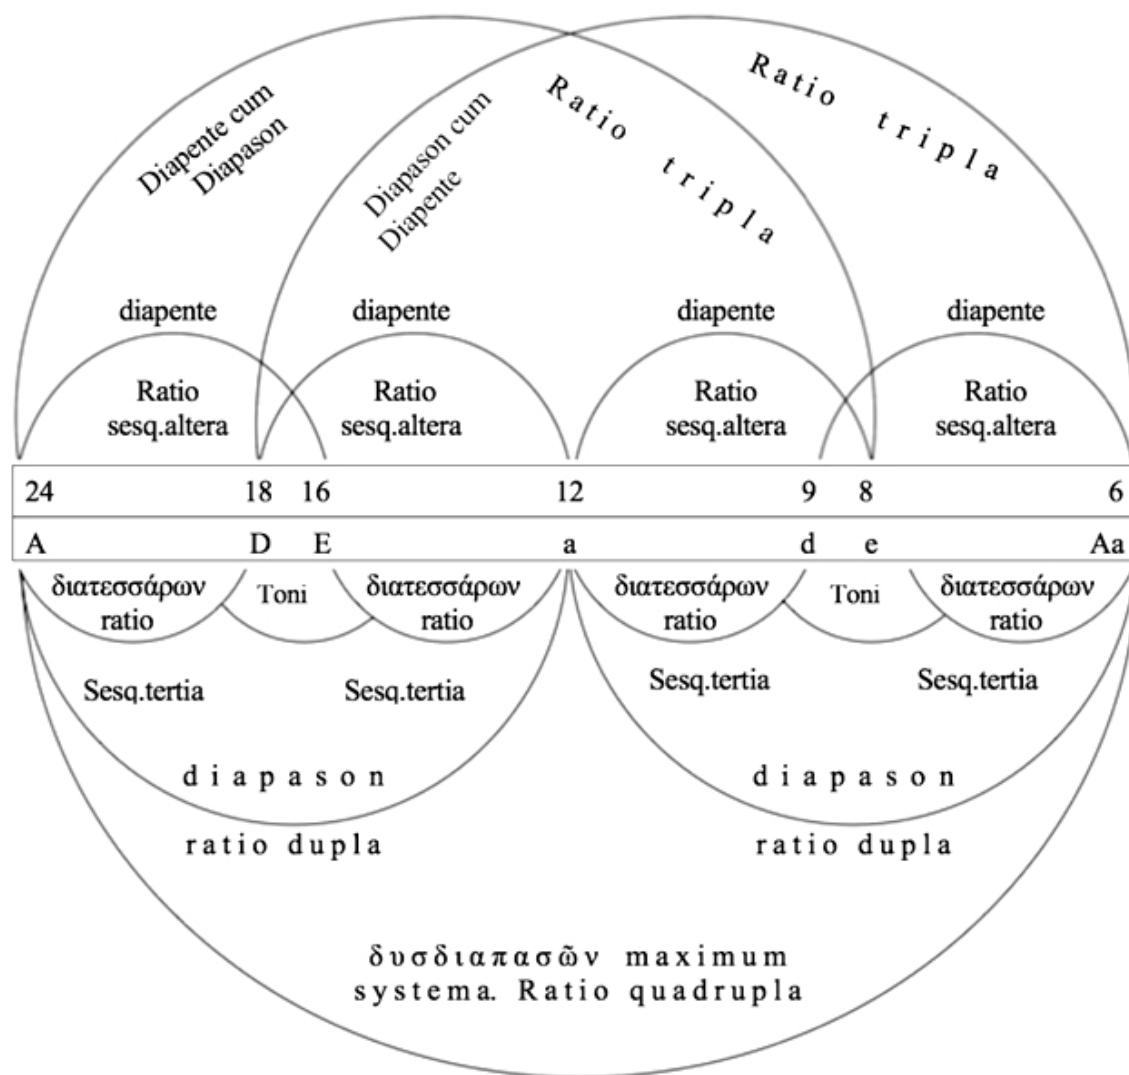 Diapente cum
Diapason
Diapason cum
Diapente
Ratio tripla
Ratio tripla
diapente
diapente
diapente
diapente
Ratio
sesq.altera
Ratio
sesq.altera
Ratio
sesq.altera
Ratio
sesq.altera
24 18 16 12 9 8 6
A D E a d e Aa
διατεσσάρων
ratio
Toni
διατεσσάρων
ratio
διατεσσάρων
ratio
Toni
διατεσσάρων
ratio
Sesq.tertia
Sesq.tertia
Sesq.tertia
Sesq.tertia
diapason
ratio dupla
diapason
ratio dupla
δυσδιαπασῶν maximum
systema. Ratio quadrupla